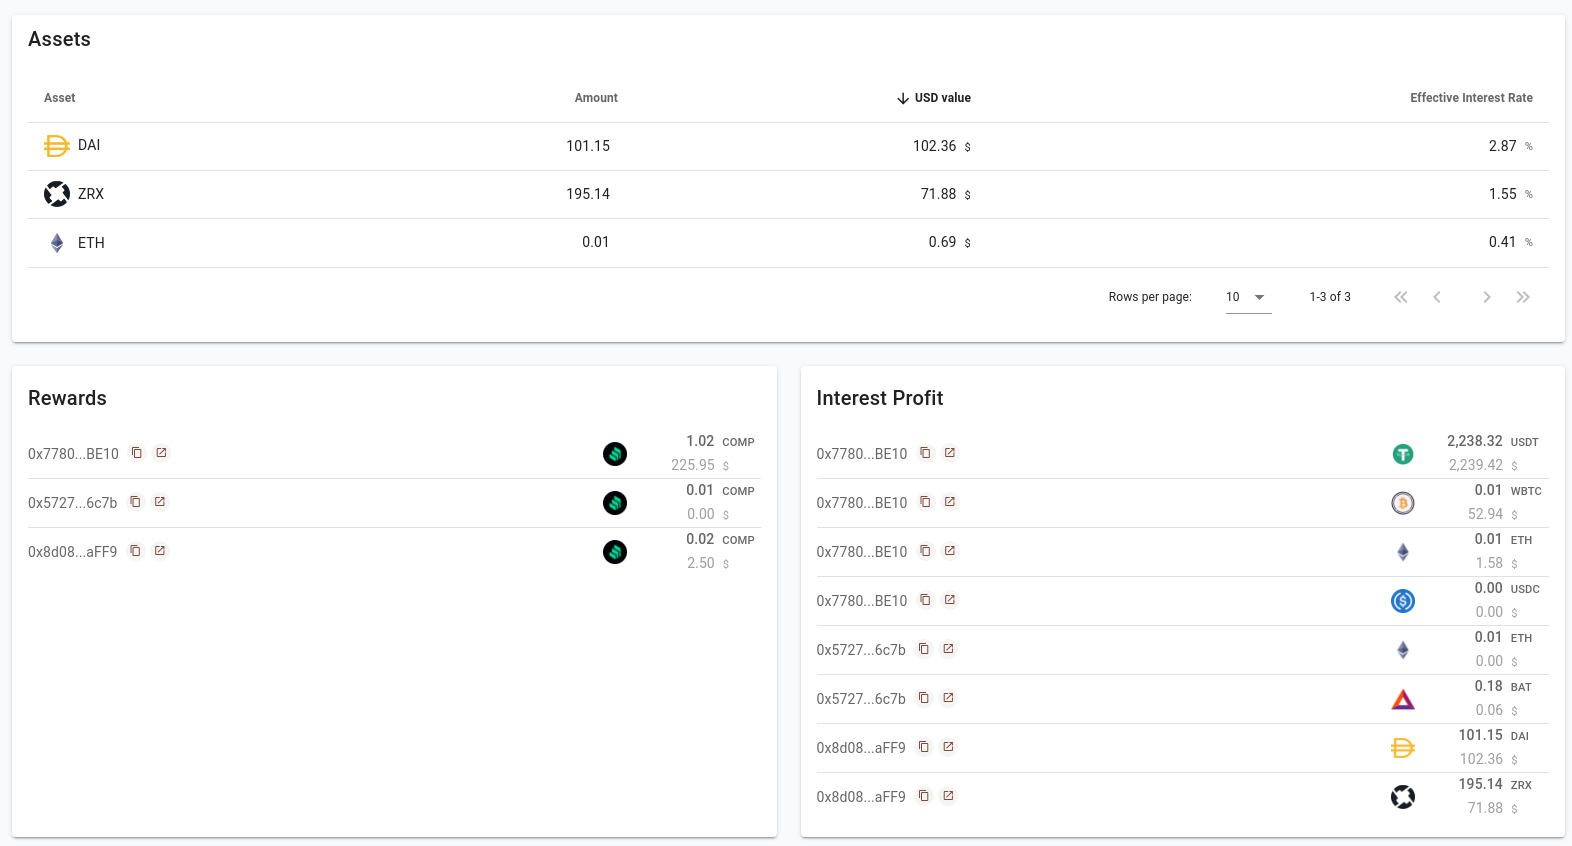 Assets
Asset Amount USD value Effective Interest Rate
DAI 101.15 102.36 $ 2.87 %
ZRX 195.14 71.88 $ 1.55 %
ETH 0.01 0.69 $ 0.41 %
Rows per page: 10 1-3 of 3
Rewards
0x7780...BE10 1.02 COMP
225.95 $
0x5727...6c7b 0.01 COMP
0.00 $
0x8d08...aFF9 0.02 COMP
2.50 $
Interest Profit
0x7780...BE10 2,238.32 USDT
2,239.42 $
0x7780...BE10 0.01 WBTC
52.94 $
0x7780...BE10 0.01 ETH
1.58 $
0x7780...BE10 0.00 USDC
0.00 $
0x5727...6c7b 0.01 ETH
0.00 $
0x5727...6c7b 0.18 BAT
0.06 $
0x8d08...aFF9 101.15 DAI
102.36 $
0x8d08...aFF9 195.14 ZRX
71.88 $